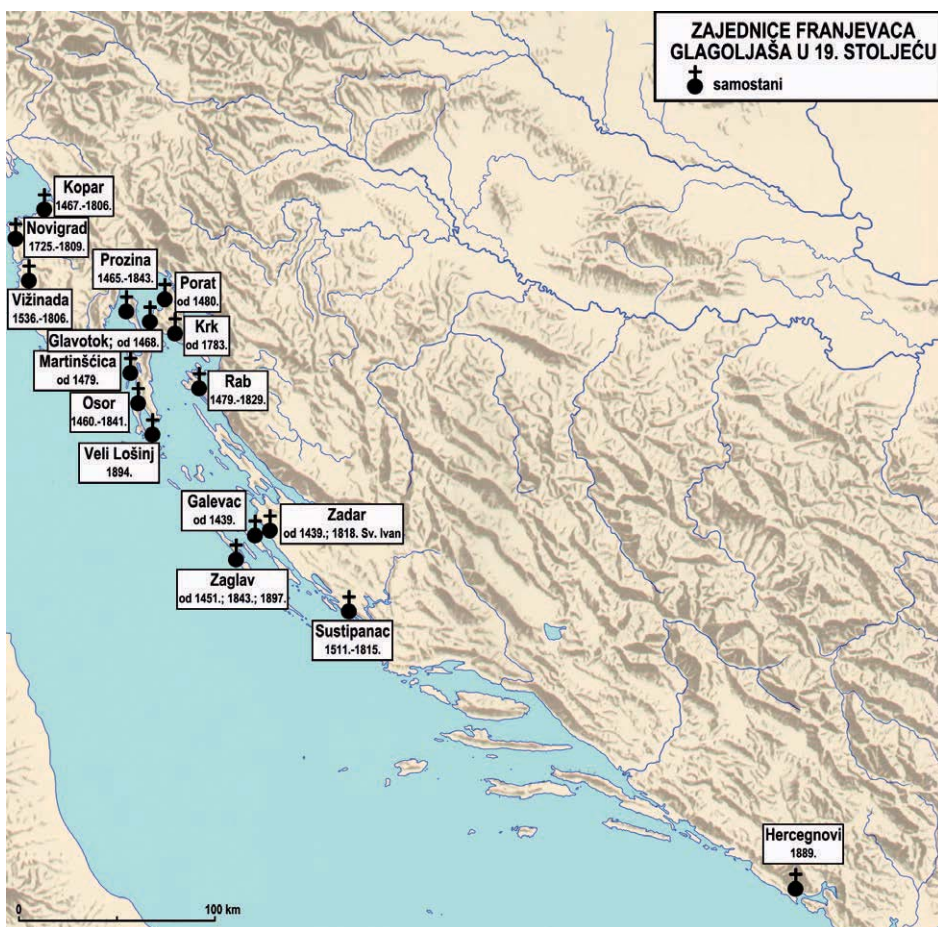 ZAJEDNICE FRANJEVACA
GLAGOLJAŠA U 19. STOLJEĆU
samostani
Kopar
1467.-1806.
Novigrad
1725.-1809.
Prozina
1465.-1843.
Porat
od 1480.
Vižinada
1536.-1806.
Glavotok; od 1468.
Krk
od 1783.
Martinšćica
od 1479.
Rab
1479.-1829.
Osor
1460.-1841.
Veli Lošinj
1894.
Galevac
od 1439.
Zadar
od 1439.; 1818. Sv. Ivan
Zaglav
od 1451.; 1843.; 1897.
Sustipanac
1511.-1815.
Hercegnovi
1889.
0 100 km